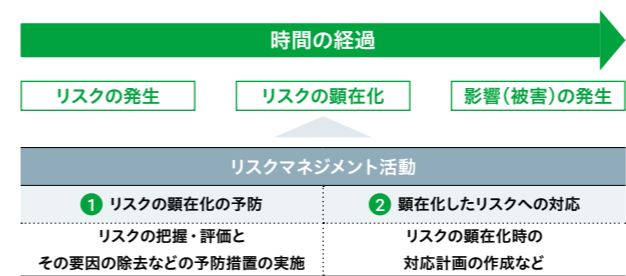 時間の経過
リスクの発生
リスクの顕在化
影響（被害）の発生
リスクマネジメント活動
1 リスクの顕在化の予防
2 顕在化したリスクへの対応
リスクの把握・評価と
その要因の除去などの予防措置の実施
リスクの顕在化時の
対応計画の作成など